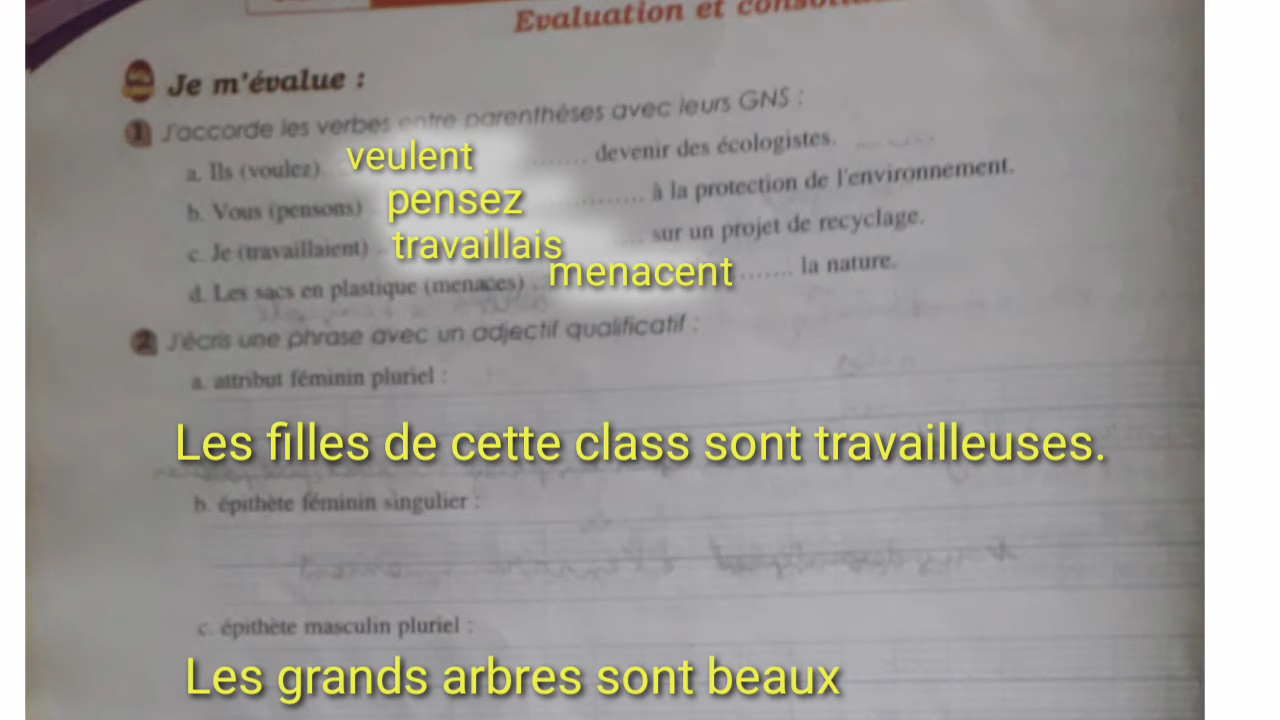 Evaluation et
Je m'évalue :
1 J'accorde les verbes entre parenthèses avec leurs GNS :
a. Ils (voulez) veulent ........ devenir des écologistes.
b. Vous (pensons) pensez .......... à la protection de l'environnement.
c. Je (travaillaient) travaillais .... sur un projet de recyclage.
d. Les sacs en plastique (menaces) .. menacent ....... la nature.
2 J'écris une phrase avec un adjectif qualificatif :
a. attribut féminin pluriel :
Les filles de cette class sont travailleuses.
b. épithète féminin singulier :
c. épithète masculin pluriel :
Les grands arbres sont beaux